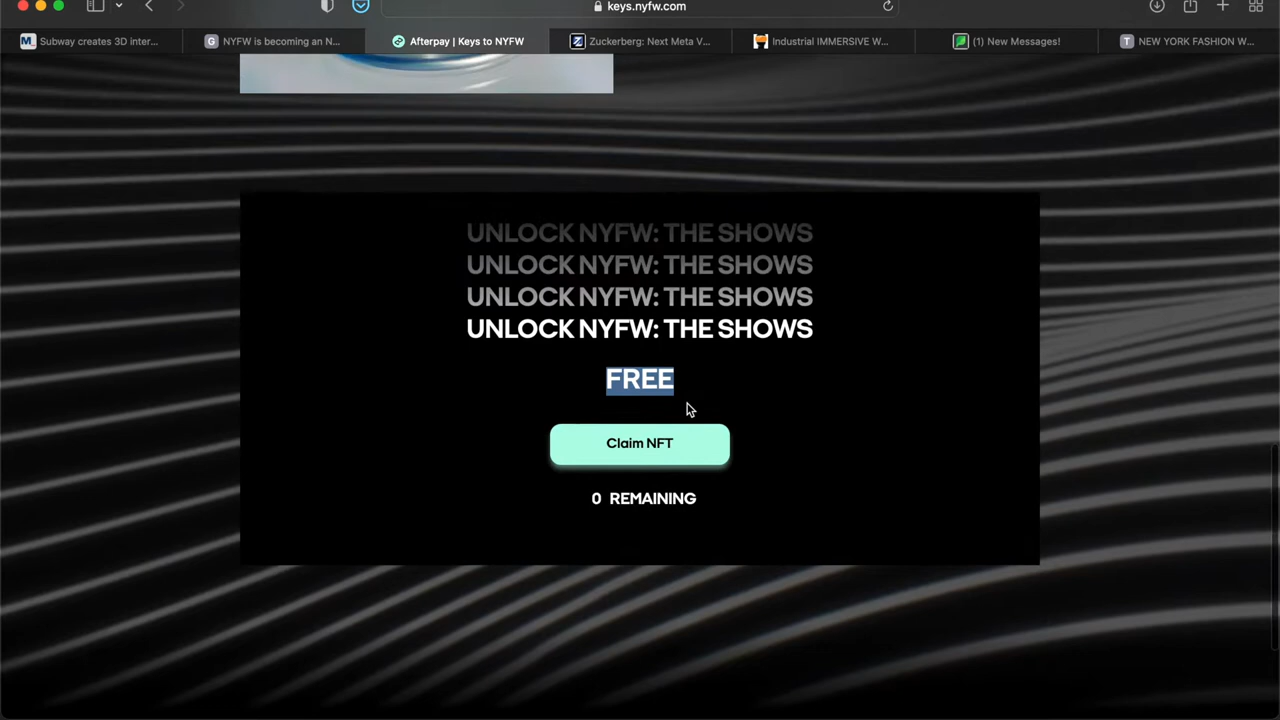 keys.nyfw.com
Subway creates 3D inter...
NYFW is becoming an N...
Afterpay | Keys to NYFW
Zuckerberg: Next Meta V...
Industrial IMMERSIVE W...
(1) New Messages!
NEW YORK FASHION W...
UNLOCK NYFW: THE SHOWS
UNLOCK NYFW: THE SHOWS
UNLOCK NYFW: THE SHOWS
UNLOCK NYFW: THE SHOWS
FREE
Claim NFT
0 REMAINING